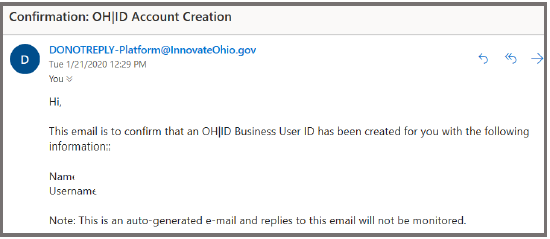 Confirmation: OH|ID Account Creation
D
DONOTREPLY-Platform@InnovateOhio.gov
Tue 1/21/2020 12:29 PM
You
Hi,
This email is to confirm that an OH|ID Business User ID has been created for you with the following
information::
Name
Username
Note: This is an auto-generated e-mail and replies to this email will not be monitored.